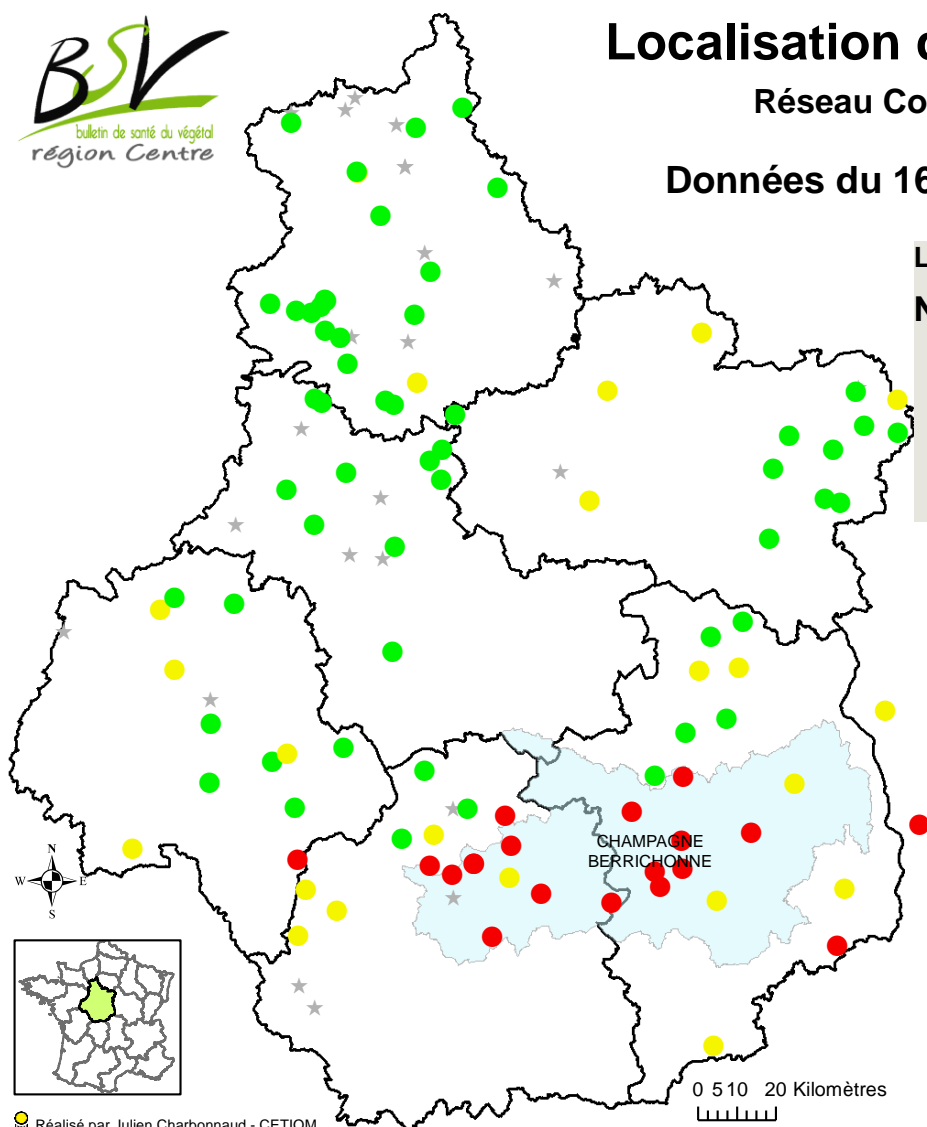 BSV
bulletin de santé du végétal
région Centre
Localisation
Réseau Co
Données du 16
L
N
CHAMPAGNE
BERRICHONNE
N
W E
S
0 5 10 20 Kilomètres
Réalisé par Julien Charbonnaud - CETIOM